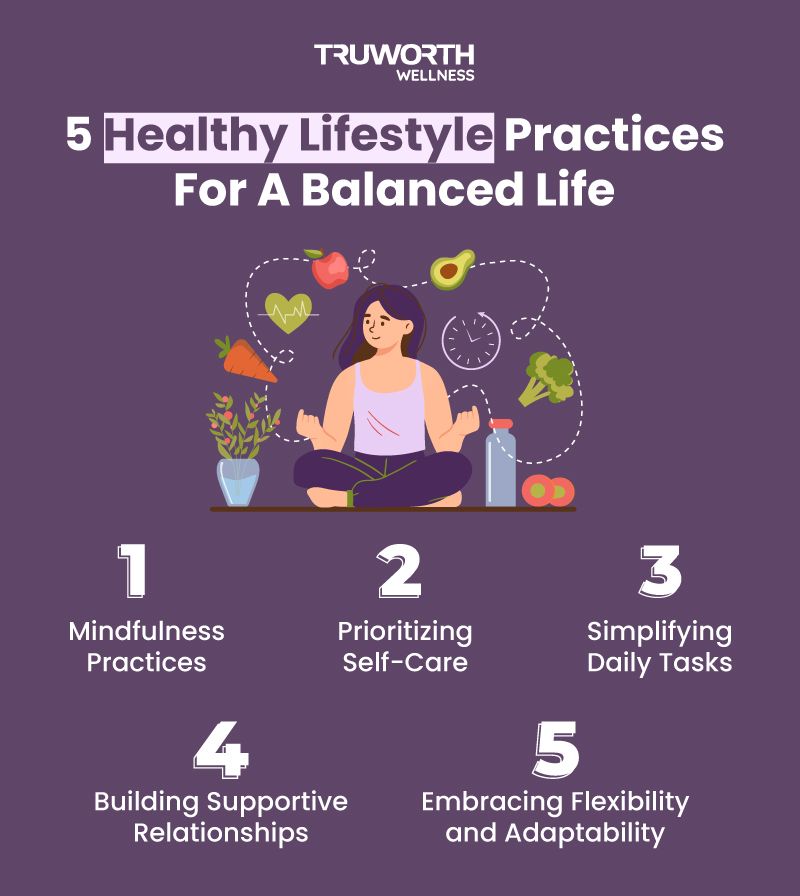 TRUWORTH
WELLNESS
5 Healthy Lifestyle Practices
For A Balanced Life
1
2
3
Mindfulness
Practices
Prioritizing
Self-Care
Simplifying
Daily Tasks
4
5
Building Supportive
Relationships
Embracing Flexibility
and Adaptability